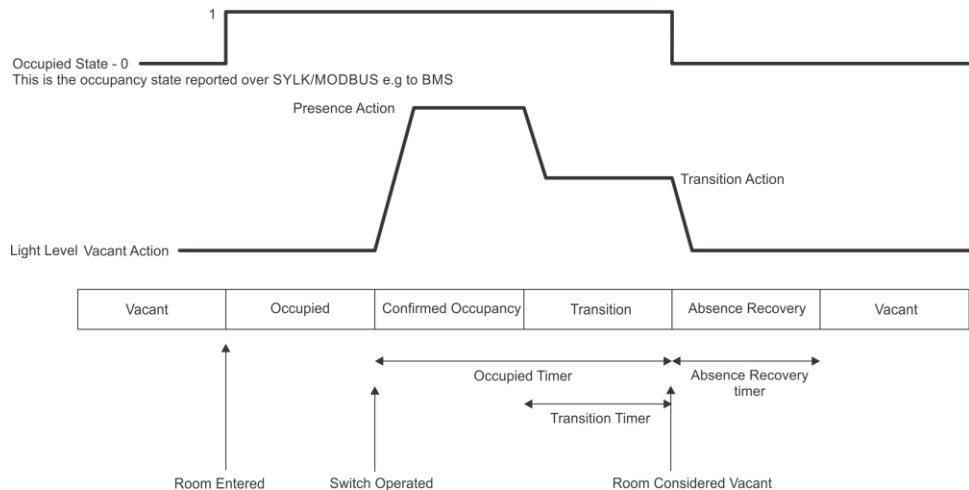 1
Occupied State - 0
This is the occupancy state reported over SYLK/MODBUS e.g to BMS
Presence Action
Transition Action
Light Level Vacant Action
Vacant Occupied Confirmed Occupancy Transition Absence Recovery Vacant
Occupied Timer
Absence Recovery
timer
Transition Timer
Room Entered Switch Operated Room Considered Vacant